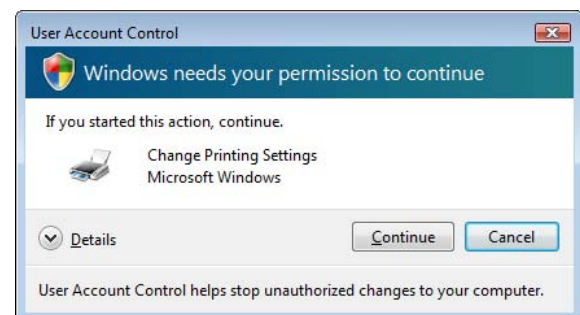 User Account Control
Windows needs your permission to continue
If you started this action, continue.
Change Printing Settings
Microsoft Windows
Details
Continue
Cancel
User Account Control helps stop unauthorized changes to your computer.